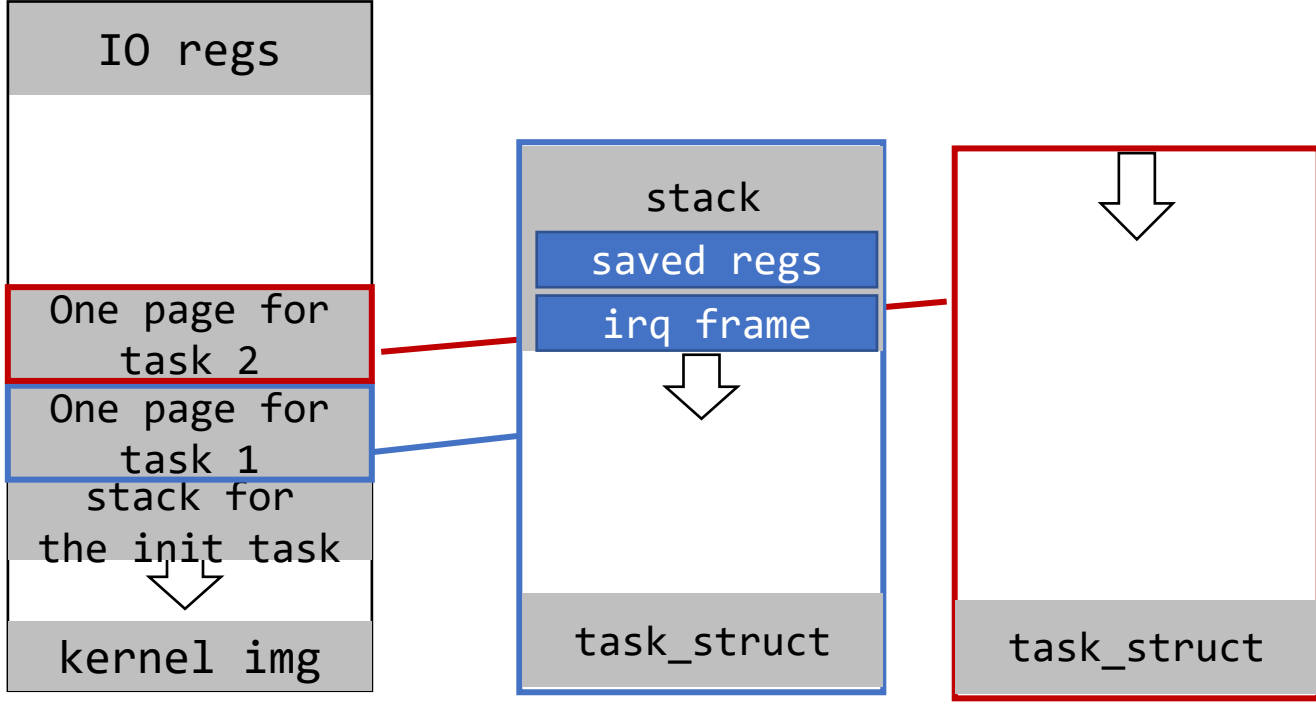 IO regs
One page for
task 2
One page for
task 1
stack for
the init task
kernel img
stack
saved regs
irq frame
task_struct
task_struct